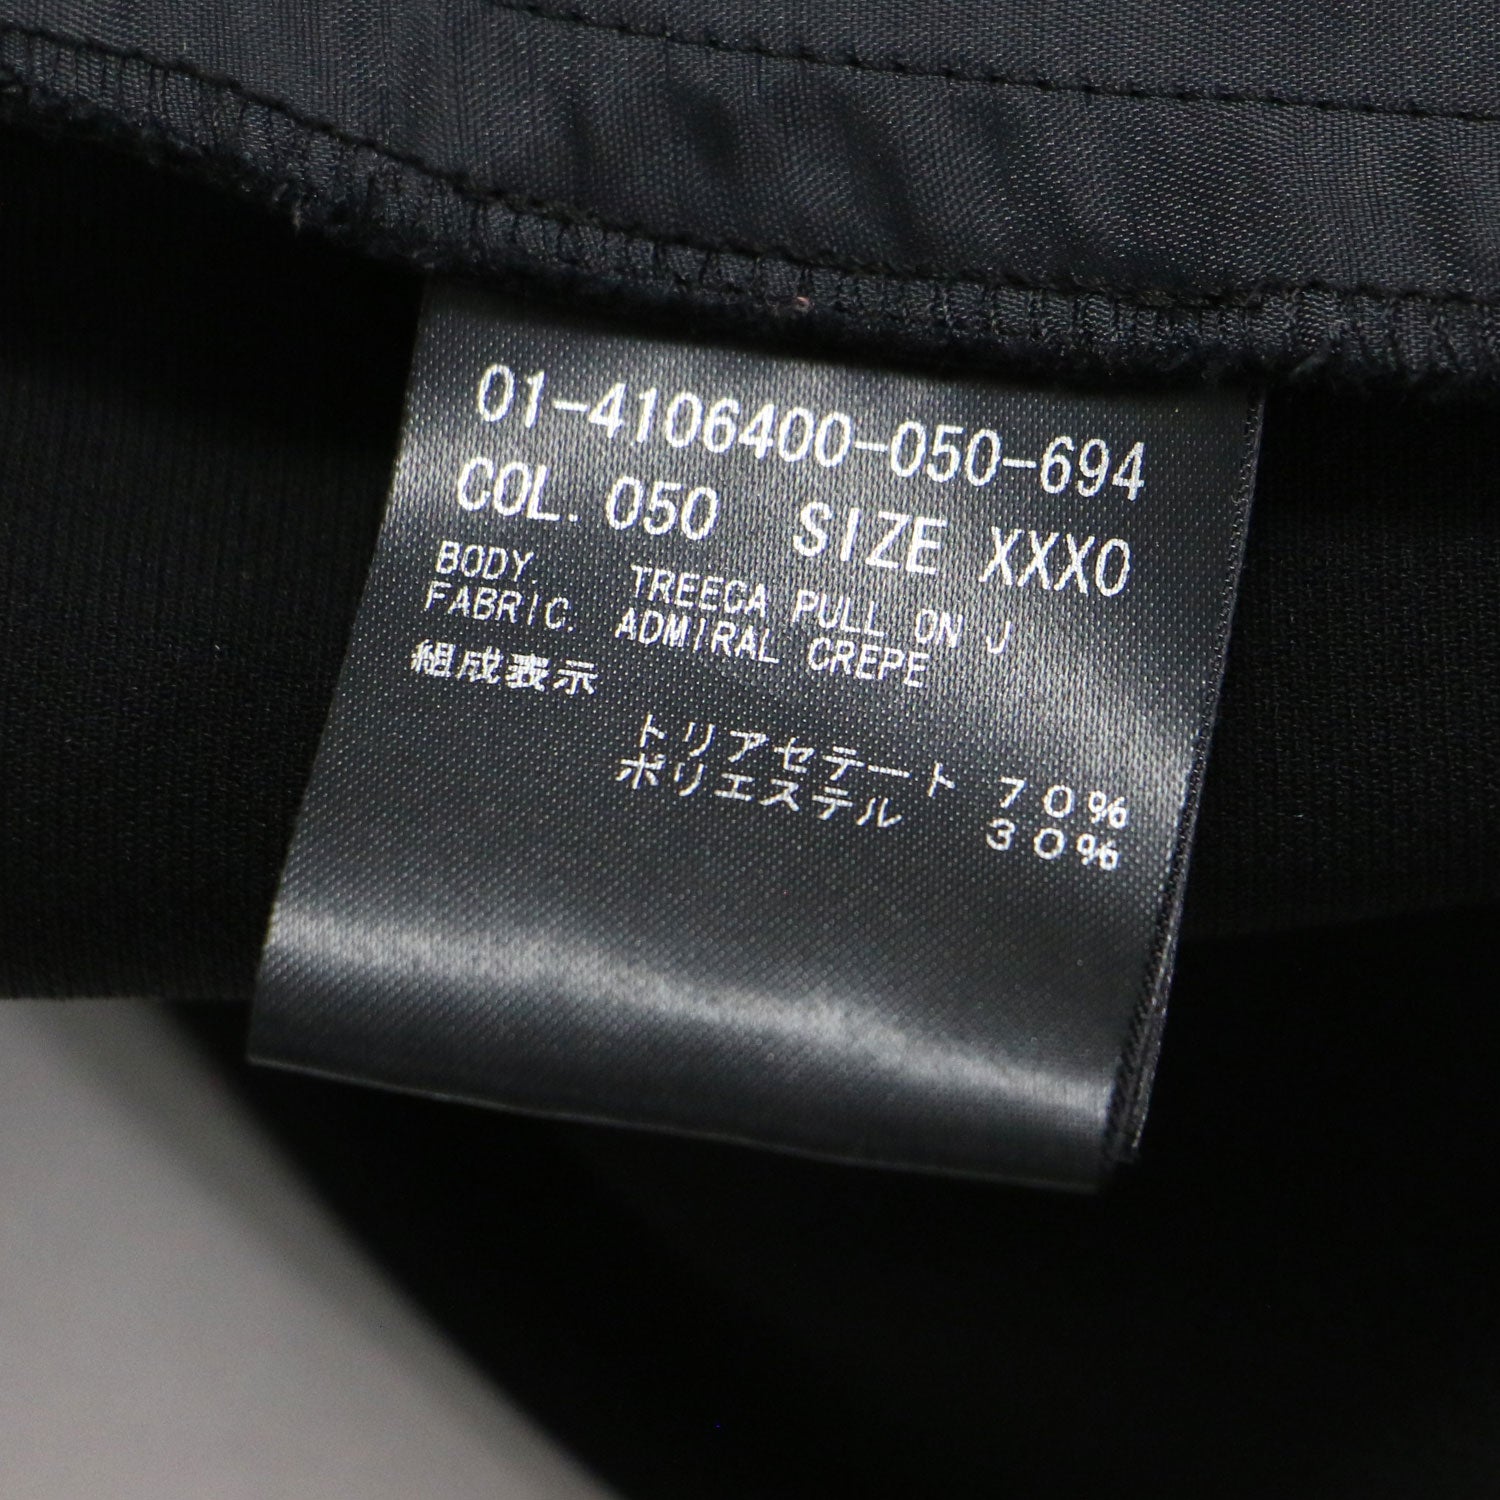 01-4106400-050-694
COL. 050 SIZE XXX0
BODY. TREECA PULL ON J
FABRIC. ADMIRAL CREPE
組成表示
トリアセテート 70%
ポリエステル 30%